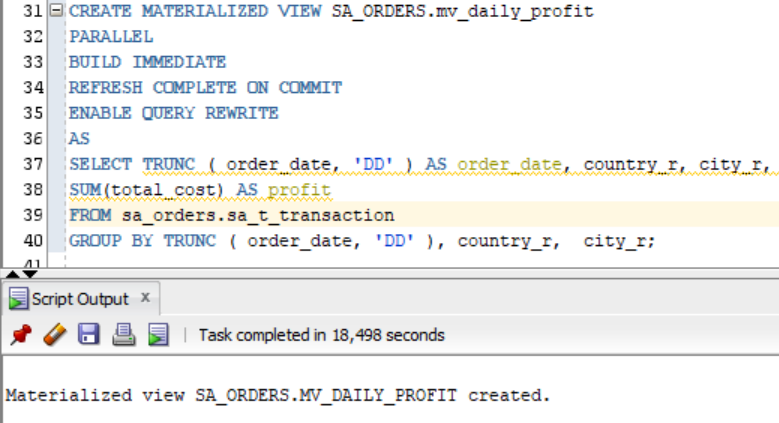 31 CREATE MATERIALIZED VIEW SA_ORDERS.mv_daily_profit
32 PARALLEL
33 BUILD IMMEDIATE
34 REFRESH COMPLETE ON COMMIT
35 ENABLE QUERY REWRITE
36 AS
37 SELECT TRUNC ( order_date, 'DD' ) AS order_date, country_r, city_r,
38 SUM(total_cost) AS profit
39 FROM sa_orders.sa_t_transaction
40 GROUP BY TRUNC ( order_date, 'DD' ), country_r, city_r;
41
Script Output x
Task completed in 18,498 seconds
Materialized view SA_ORDERS.MV_DAILY_PROFIT created.